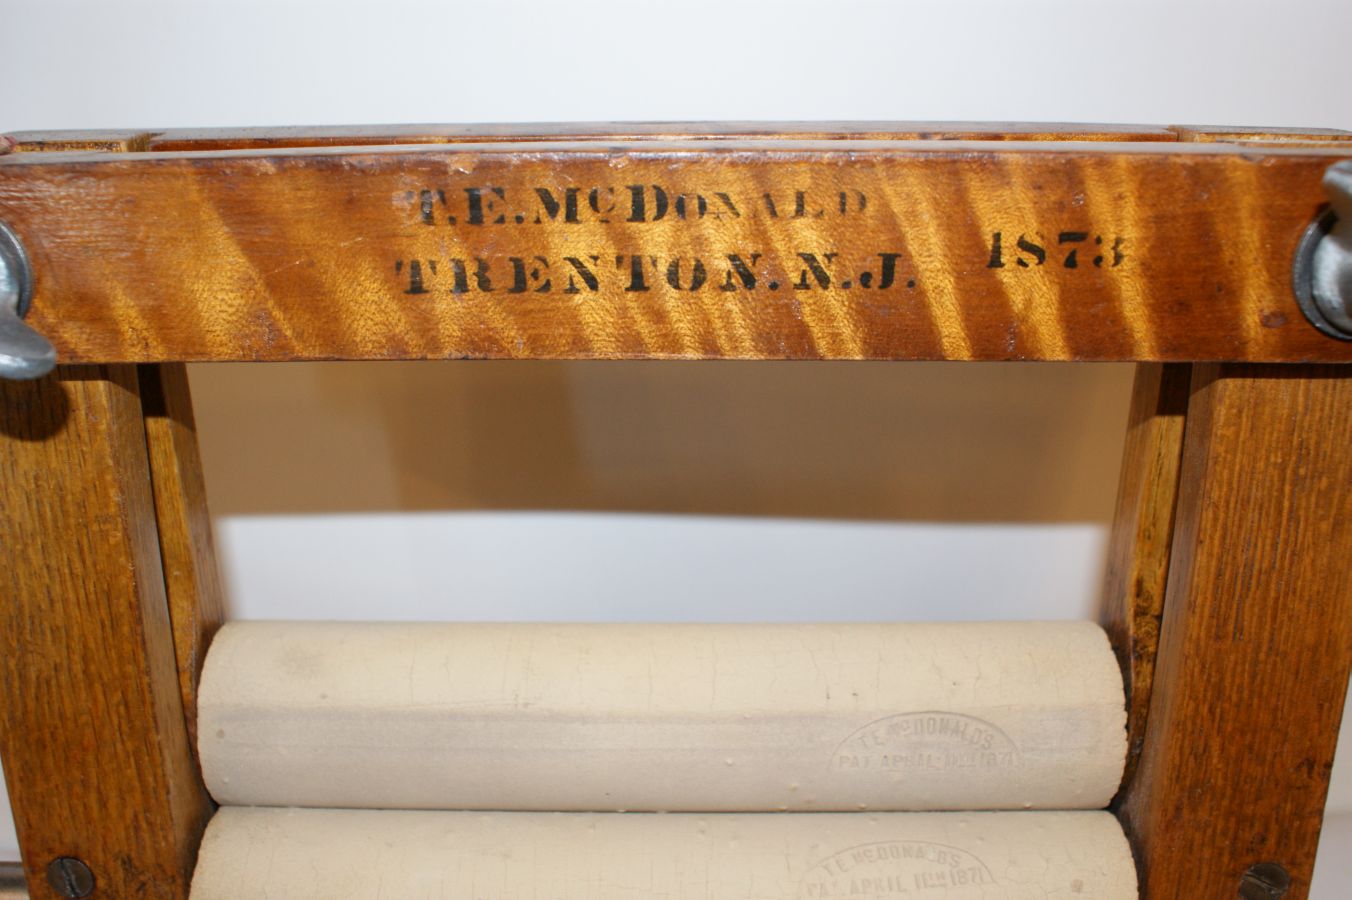 T.E. McDONALD
TRENTON. N.J.
1873
T.E. McDONALD'S
PAT. APRIL 11TH 1871
T.E. McDONALD'S
PAT. APRIL 11TH 1871